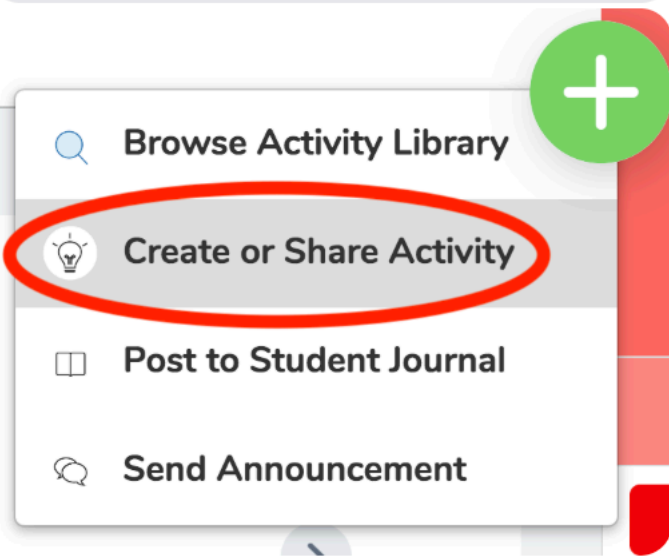 Browse Activity Library
Create or Share Activity
Post to Student Journal
Send Announcement